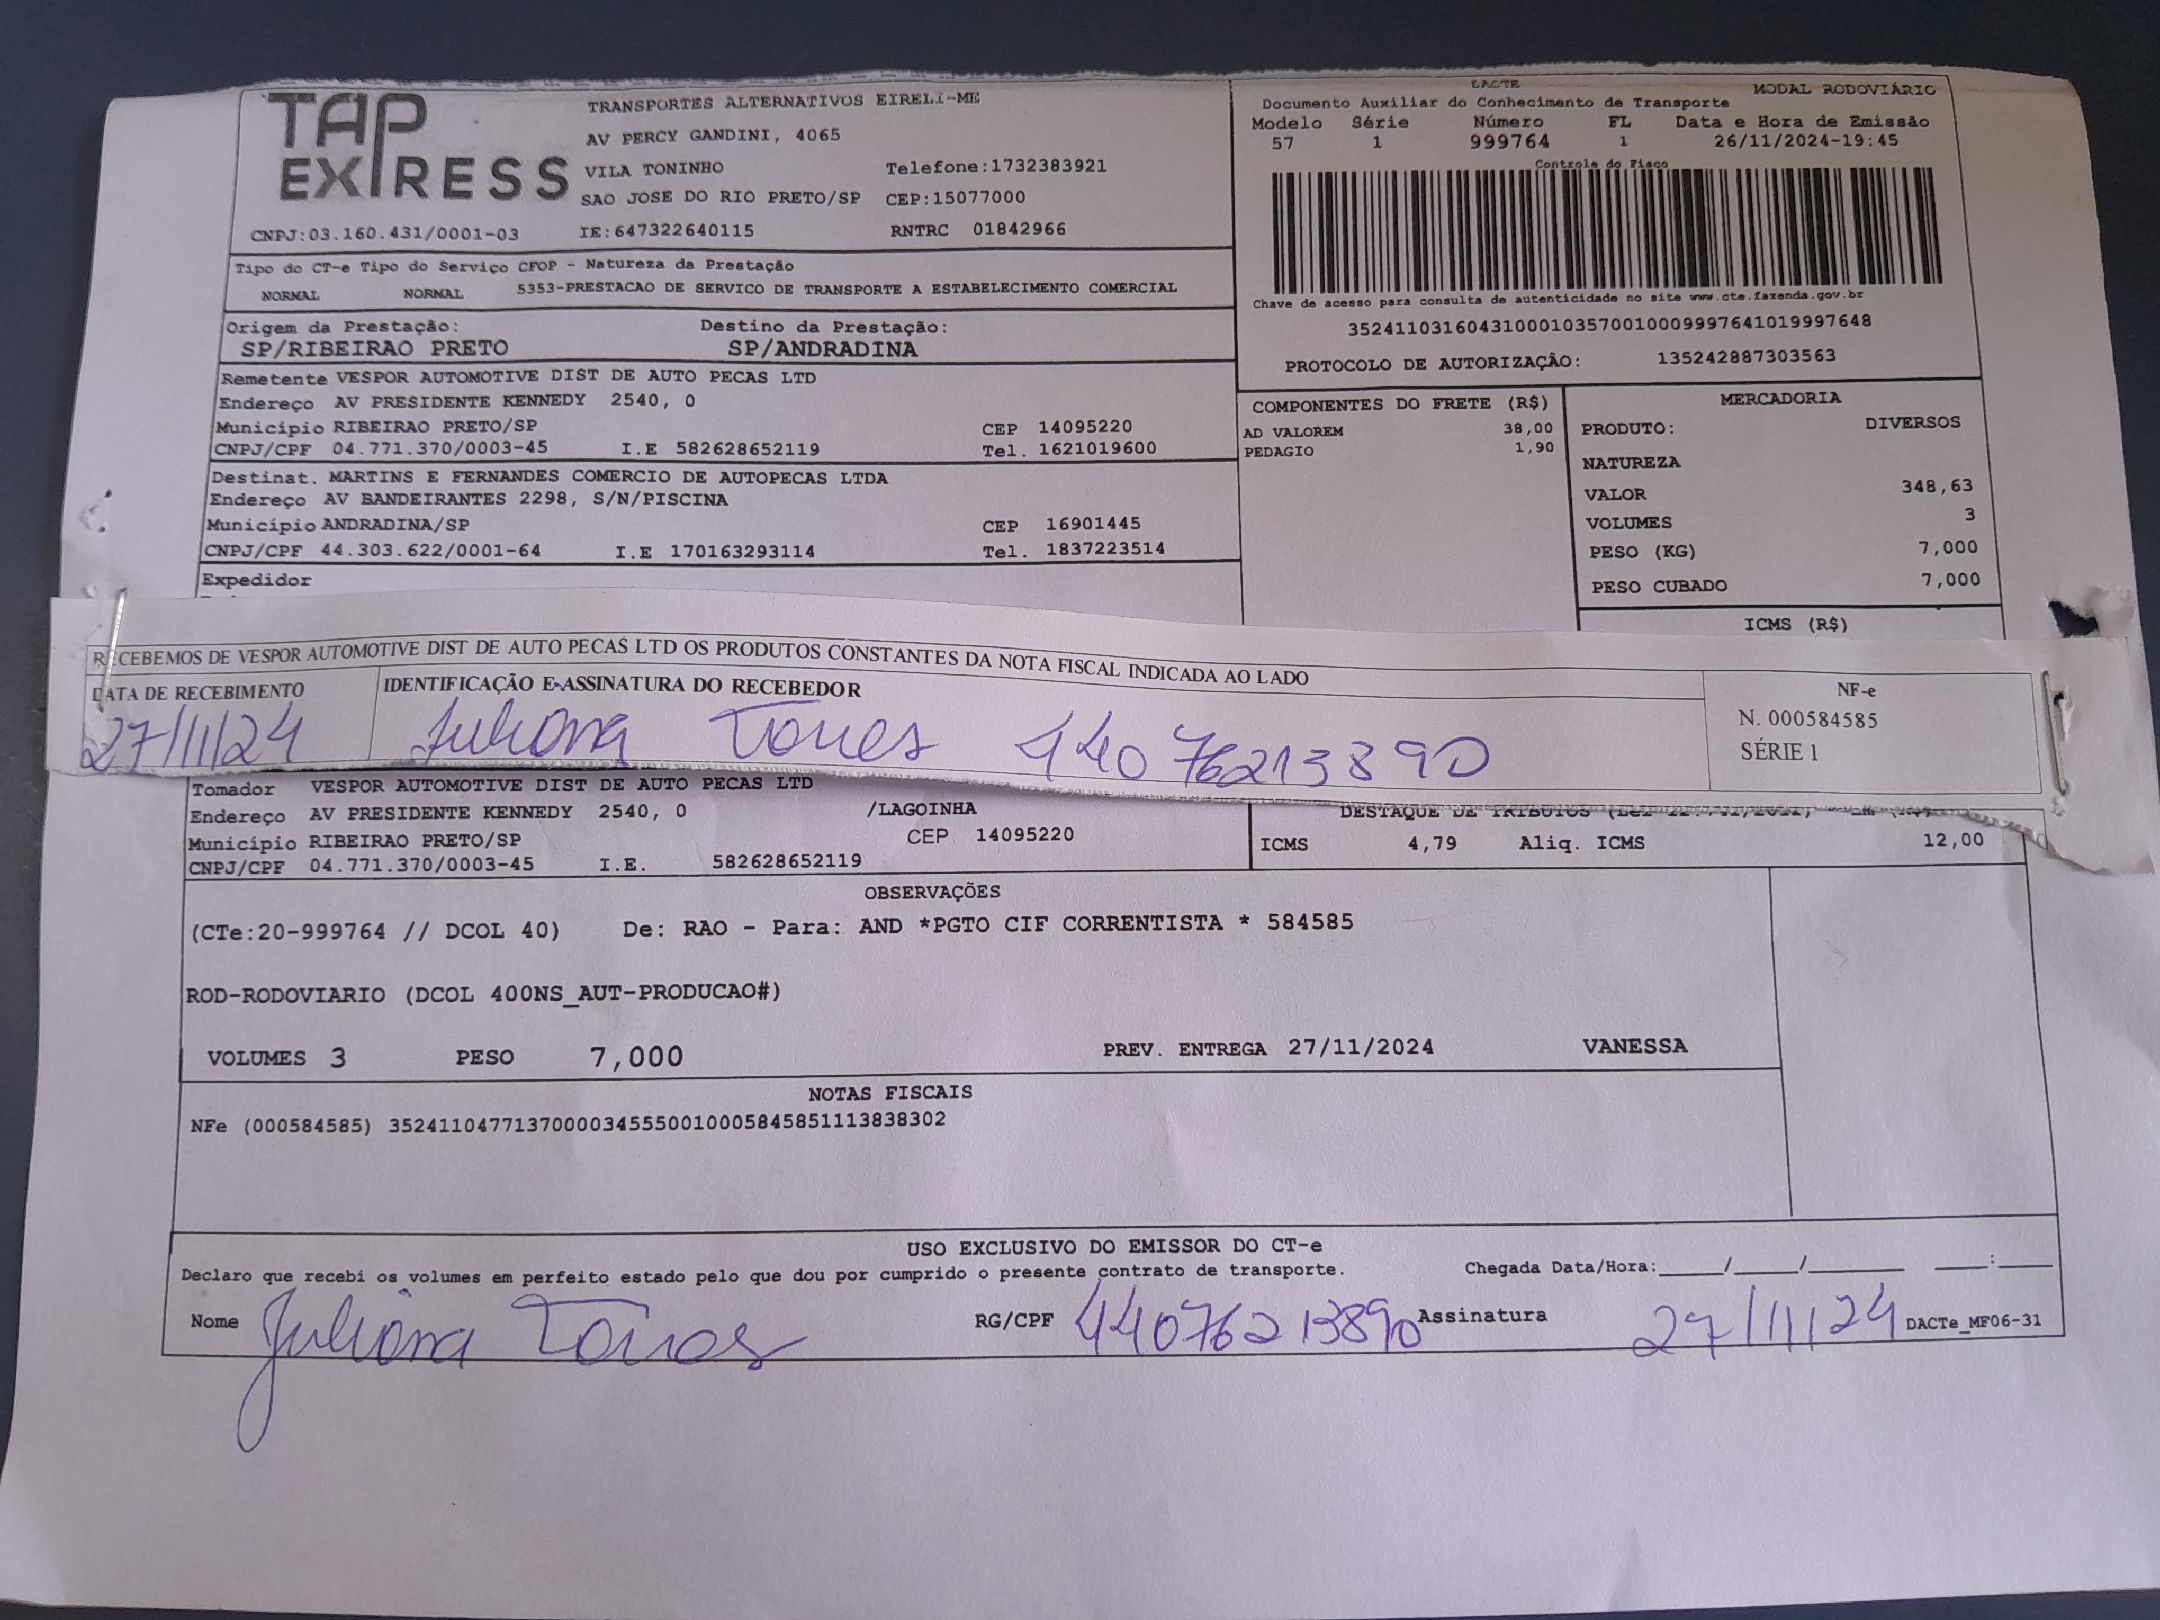 TAP EXPRESS
TRANSPORTES ALTERNATIVOS EIRELI-ME
AV PERCY GANDINI, 4065
VILA TONINHO Telefone:1732383921
SAO JOSE DO RIO PRETO/SP CEP:15077000
CNPJ:03.160.431/0001-03 IE:647322640115 RNTRC 01842966
DACTE MODAL RODOVIÁRIO
Documento Auxiliar do Conhecimento de Transporte
Modelo Série Número FL Data e Hora de Emissão
57 1 999764 1 26/11/2024-19:45
Controle do Fisco
Chave de acesso para consulta de autenticidade no site www.cte.fazenda.gov.br
35241103160431000103570010009997641019997648
PROTOCOLO DE AUTORIZAÇÃO: 135242887303563
Tipo do CT-e Tipo do Serviço CFOP - Natureza da Prestação
NORMAL NORMAL 5353-PRESTACAO DE SERVICO DE TRANSPORTE A ESTABELECIMENTO COMERCIAL
Origem da Prestação: Destino da Prestação:
SP/RIBEIRAO PRETO SP/ANDRADINA
Remetente VESPOR AUTOMOTIVE DIST DE AUTO PECAS LTD
Endereço AV PRESIDENTE KENNEDY 2540, 0
Município RIBEIRAO PRETO/SP CEP 14095220
CNPJ/CPF 04.771.370/0003-45 I.E 582628652119 Tel. 1621019600
Destinat. MARTINS E FERNANDES COMERCIO DE AUTOPECAS LTDA
Endereço AV BANDEIRANTES 2298, S/N/PISCINA
Município ANDRADINA/SP CEP 16901445
CNPJ/CPF 44.303.622/0001-64 I.E 170163293114 Tel. 1837223514
Expedidor
COMPONENTES DO FRETE (R$)
AD VALOREM 38,00
PEDAGIO 1,90
MERCADORIA
PRODUTO: DIVERSOS
NATUREZA
VALOR 348,63
VOLUMES 3
PESO (KG) 7,000
PESO CUBADO 7,000
ICMS (R$)
RECEBEMOS DE VESPOR AUTOMOTIVE DIST DE AUTO PECAS LTD OS PRODUTOS CONSTANTES DA NOTA FISCAL INDICADA AO LADO
DATA DE RECEBIMENTO IDENTIFICAÇÃO E ASSINATURA DO RECEBEDOR
27/11/24 Juliana Torres 44076213890
NF-e
N. 000584585
SÉRIE 1
Tomador VESPOR AUTOMOTIVE DIST DE AUTO PECAS LTD
Endereço AV PRESIDENTE KENNEDY 2540, 0 /LAGOINHA
Município RIBEIRAO PRETO/SP CEP 14095220
CNPJ/CPF 04.771.370/0003-45 I.E. 582628652119
DESTAQUE DE TRIBUTOS
ICMS 4,79 Aliq. ICMS 12,00
OBSERVAÇÕES
(CTe:20-999764 // DCOL 40) De: RAO - Para: AND *PGTO CIF CORRENTISTA * 584585
ROD-RODOVIARIO (DCOL 400NS_AUT-PRODUCAO#)
VOLUMES 3 PESO 7,000 PREV. ENTREGA 27/11/2024 VANESSA
NOTAS FISCAIS
NFe (000584585) 35241104771370000345550010005845851113838302
USO EXCLUSIVO DO EMISSOR DO CT-e
Declaro que recebi os volumes em perfeito estado pelo que dou por cumprido o presente contrato de transporte. Chegada Data/Hora:____/____/______ ___:___
Nome Juliana Torres RG/CPF 44076213890 Assinatura 27/11/24 DACTe_MF06-31